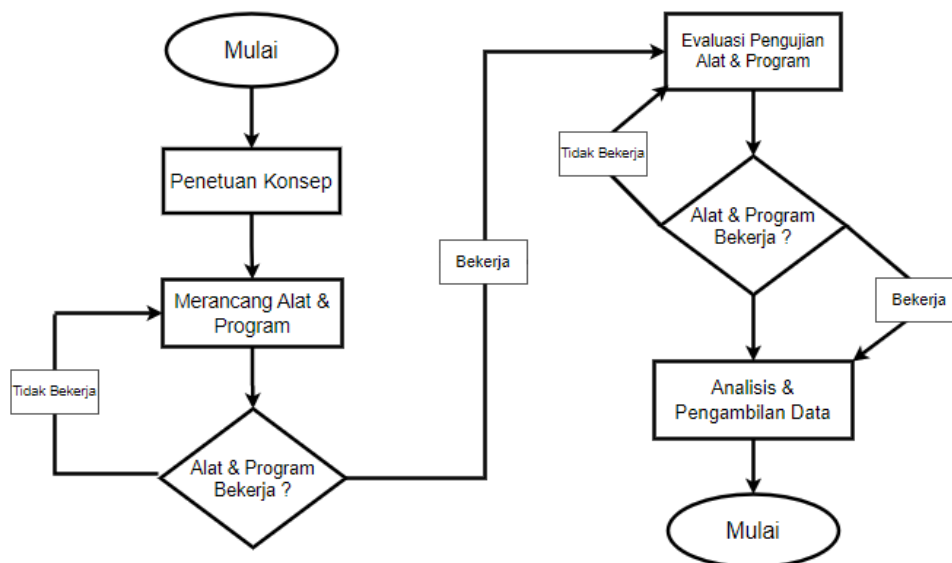 Mulai
Penetuan Konsep
Merancang Alat &
Program
Tidak Bekerja
Alat & Program
Bekerja ?
Bekerja
Evaluasi Pengujian
Alat & Program
Tidak Bekerja
Alat & Program
Bekerja ?
Bekerja
Analisis &
Pengambilan Data
Mulai